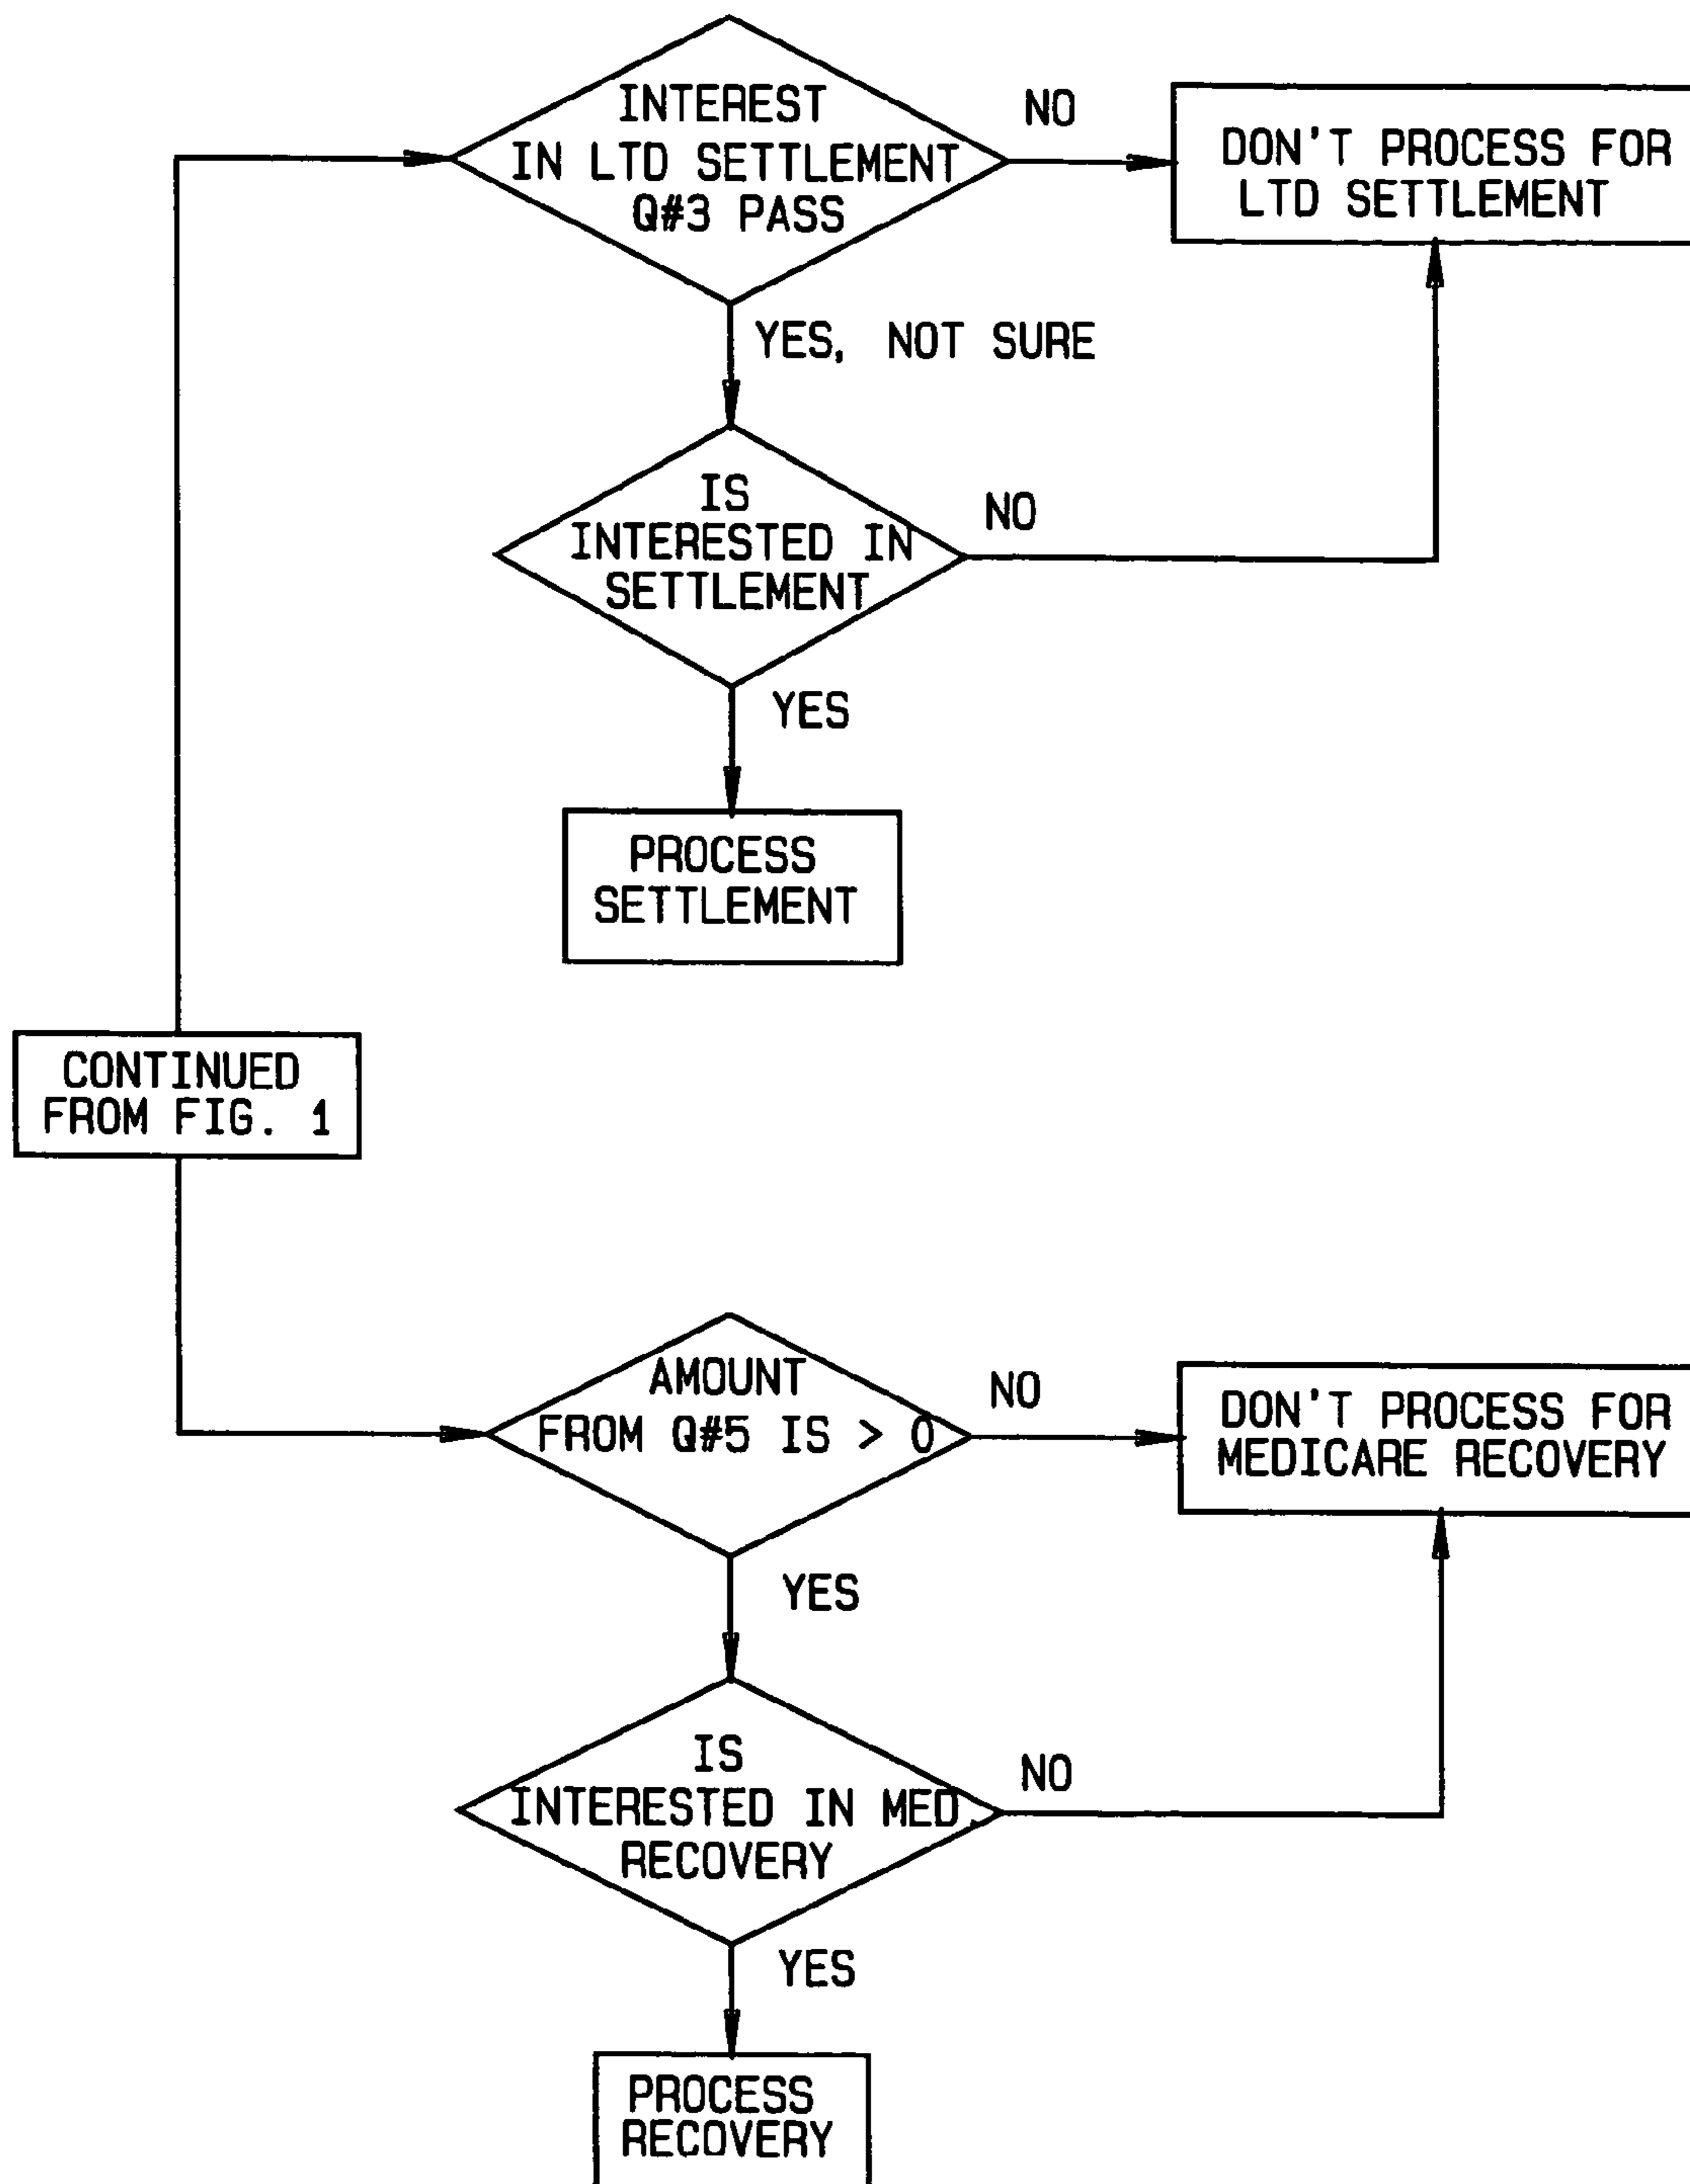 INTEREST
IN LTD SETTLEMENT
Q#3 PASS
NO
DON'T PROCESS FOR
LTD SETTLEMENT
YES, NOT SURE
IS
INTERESTED IN
SETTLEMENT
NO
YES
PROCESS
SETTLEMENT
CONTINUED
FROM FIG. 1
AMOUNT
FROM Q#5 IS > 0
NO
DON'T PROCESS FOR
MEDICARE RECOVERY
YES
IS
INTERESTED IN MED.
RECOVERY
NO
YES
PROCESS
RECOVERY